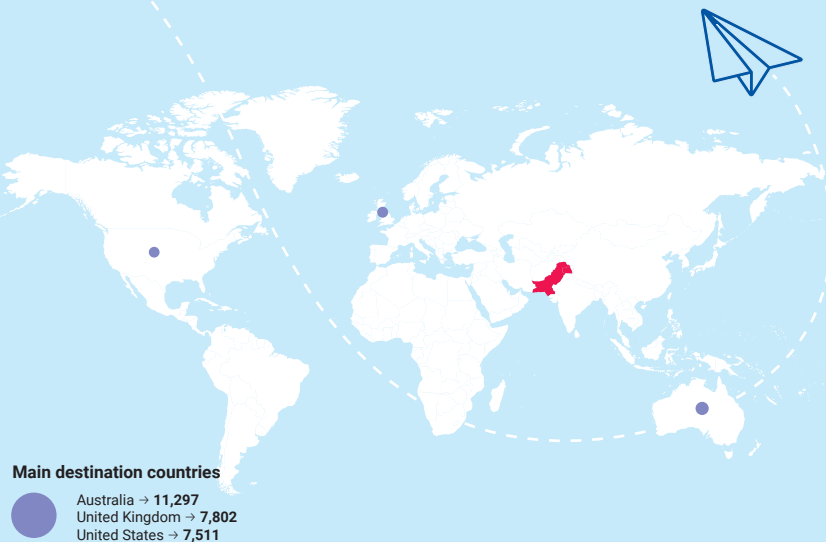 Main destination countries
Australia → 11,297
United Kingdom → 7,802
United States → 7,511